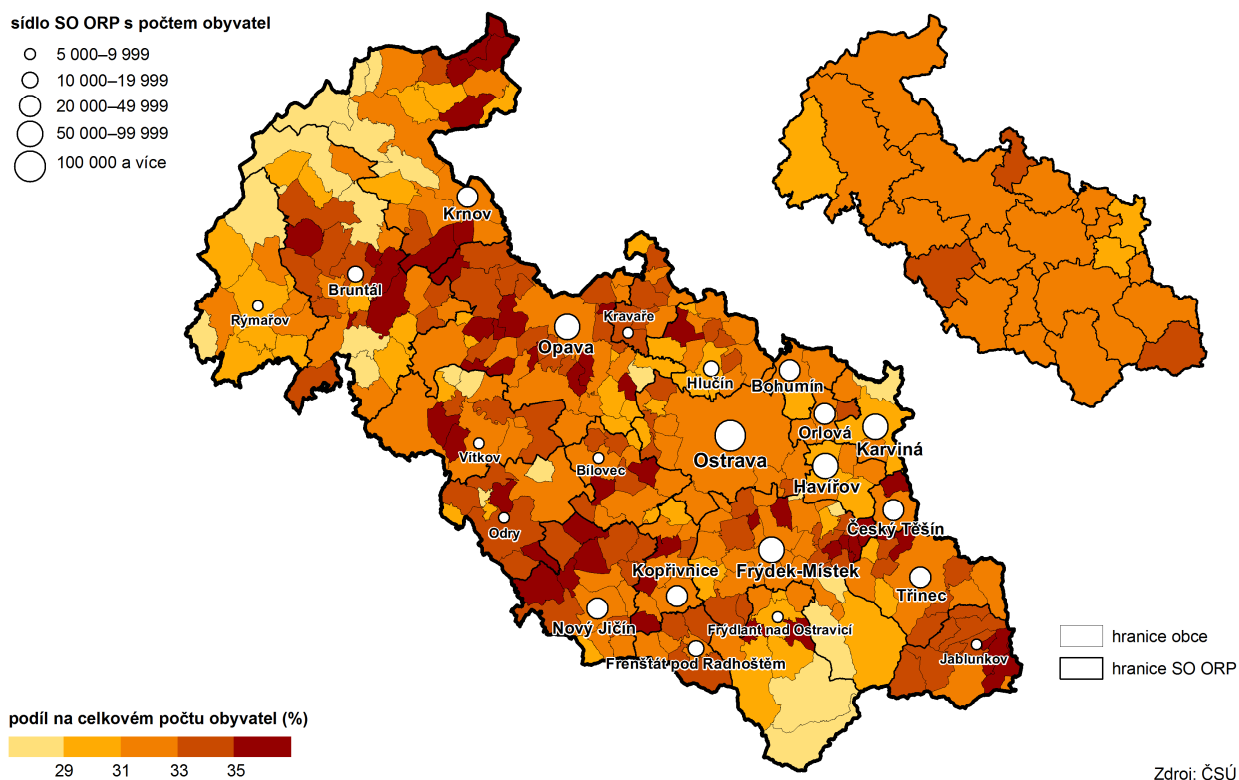 sídlo SO ORP s počtem obyvatel
5 000–9 999
10 000–19 999
20 000–49 999
50 000–99 999
100 000 a více
Krnov
Bruntál
Rýmařov
Kravaře
Opava
Hlučín
Bohumín
Orlová
Karviná
Ostrava
Vítkov
Bílovec
Havířov
Odry
Český Těšín
Frýdek-Místek
Kopřivnice
Třinec
Nový Jičín
Frýdlant nad Ostravicí
Frenštát pod Radhoštěm
Jablunkov
hranice obce
hranice SO ORP
podíl na celkovém počtu obyvatel (%)
29 31 33 35
Zdroj: ČSÚ